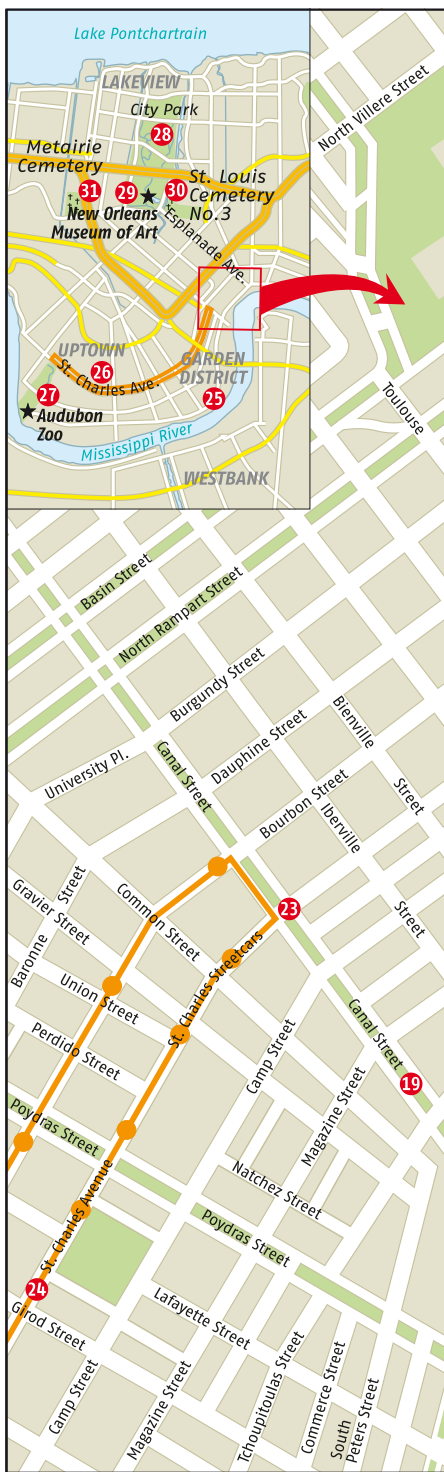 Lake Pontchartrain
LAKEVIEW
City Park
28
Metairie
Cemetery
31
29
30
St. Louis
Cemetery
No.3
New Orleans
Museum of Art
Esplanade Ave.
UPTOWN
26
St. Charles Ave.
GARDEN
DISTRICT
25
27
Audubon
Zoo
Mississippi River
WESTBANK
North Villere Street
Toulouse
Basin Street
North Rampart Street
Burgundy Street
Dauphine Street
Bienville
Street
University Pl.
Canal Street
Bourbon Street
Iberville
Street
23
Gravier Street
Baronne Street
Common Street
St. Charles Streetcars
Union Street
Perdido Street
Camp Street
Canal Street
19
Magazine Street
Poydras Street
Natchez Street
Poydras Street
St. Charles Avenue
24
Girod Street
Lafayette Street
Camp Street
Magazine Street
Tchoupitoulas Street
Commerce Street
South
Peters Street